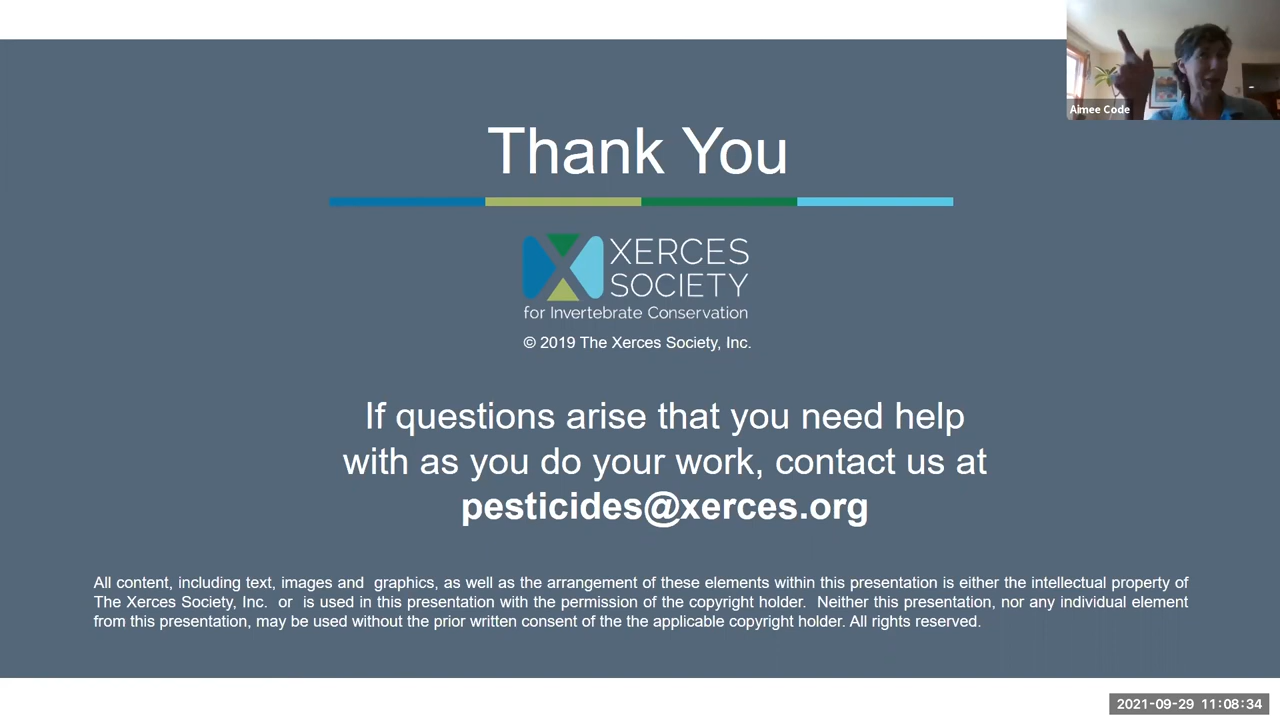 Aimee Code
Thank You
XERCES
SOCIETY
for Invertebrate Conservation
© 2019 The Xerces Society, Inc.
If questions arise that you need help
with as you do your work, contact us at
pesticides@xerces.org
All content, including text, images and  graphics, as well as the arrangement of these elements within this presentation is either the intellectual property of
The Xerces Society, Inc.  or  is used in this presentation with the permission of the copyright holder.  Neither this presentation, nor any individual element
from this presentation, may be used without the prior written consent of the the applicable copyright holder. All rights reserved.
2021-09-29  11:08:34